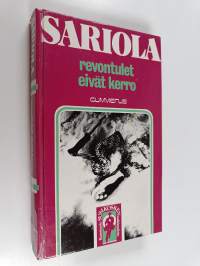 SARIOLA
revontulet
eivät kerro
GUMMERUS